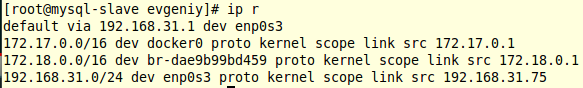 [root@mysql-slave evgeniy]# ip r
default via 192.168.31.1 dev enp0s3
172.17.0.0/16 dev docker0 proto kernel scope link src 172.17.0.1
172.18.0.0/16 dev br-dae9b99bd459 proto kernel scope link src 172.18.0.1
192.168.31.0/24 dev enp0s3 proto kernel scope link src 192.168.31.75